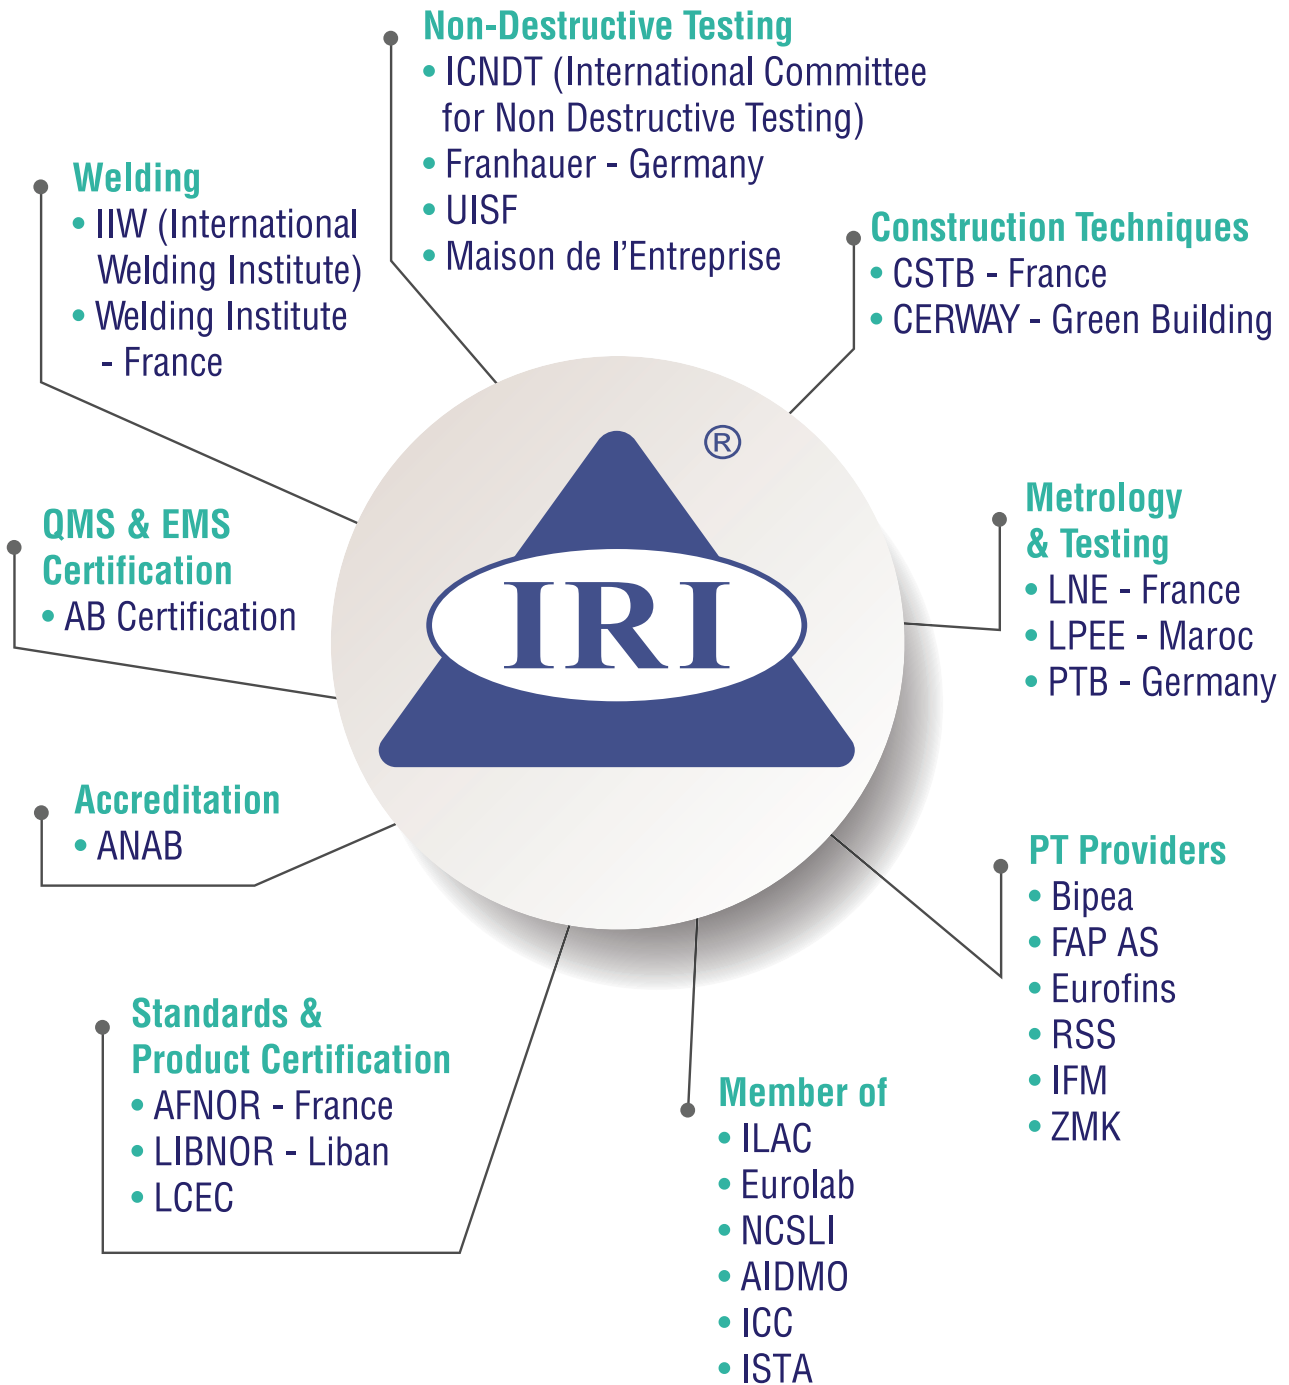 Non-Destructive Testing
• ICNDT (International Committee
for Non Destructive Testing)
• Franhauer - Germany
• UISF
• Maison de l'Entreprise
Welding
• IIW (International
Welding Institute)
• Welding Institute
- France
Construction Techniques
• CSTB - France
• CERWAY - Green Building
QMS & EMS
Certification
• AB Certification
IRI
®
Metrology
& Testing
• LNE - France
• LPEE - Maroc
• PTB - Germany
Accreditation
• ANAB
PT Providers
• Bipea
• FAP AS
• Eurofins
• RSS
• IFM
• ZMK
Standards &
Product Certification
• AFNOR - France
• LIBNOR - Liban
• LCEC
Member of
• ILAC
• Eurolab
• NCSLI
• AIDMO
• ICC
• ISTA